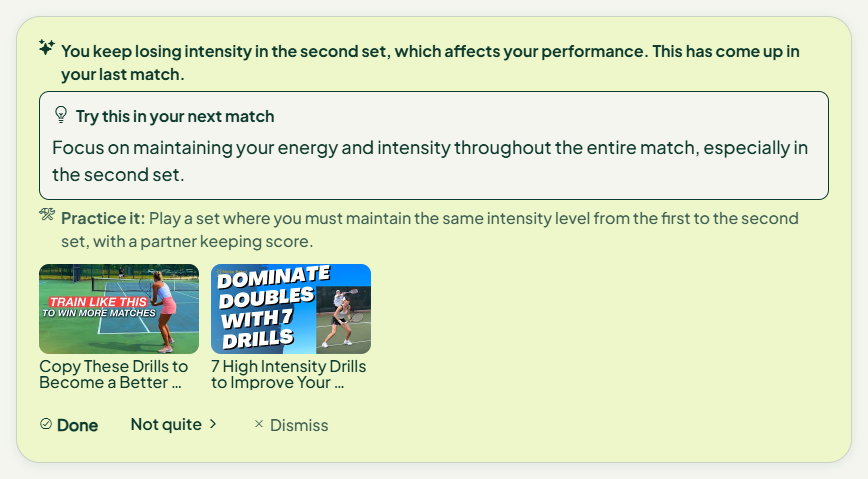 You keep losing intensity in the second set, which affects your performance. This has come up in
your last match.
Try this in your next match
Focus on maintaining your energy and intensity throughout the entire match, especially in
the second set.
Practice it: Play a set where you must maintain the same intensity level from the first to the second
set, with a partner keeping score.
TRAIN LIKE THIS
TO WIN MORE MATCHES
DOMINATE
DOUBLES
WITH 7
DRILLS
Copy These Drills to
Become a Better ...
7 High Intensity Drills
to Improve Your ...
Done
Not quite
Dismiss